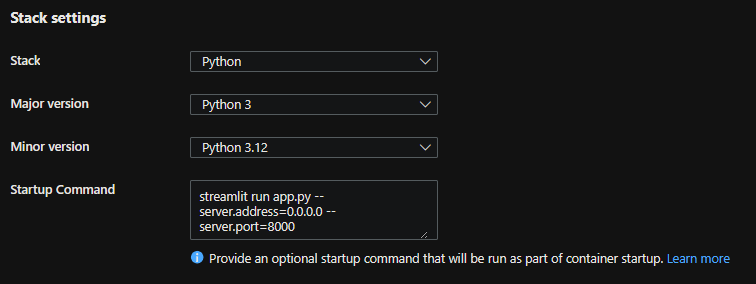 Stack settings
Stack
Python
Major version
Python 3
Minor version
Python 3.12
Startup Command
streamlit run app.py --
server.address=0.0.0.0 --
server.port=8000
Provide an optional startup command that will be run as part of container startup. Learn more